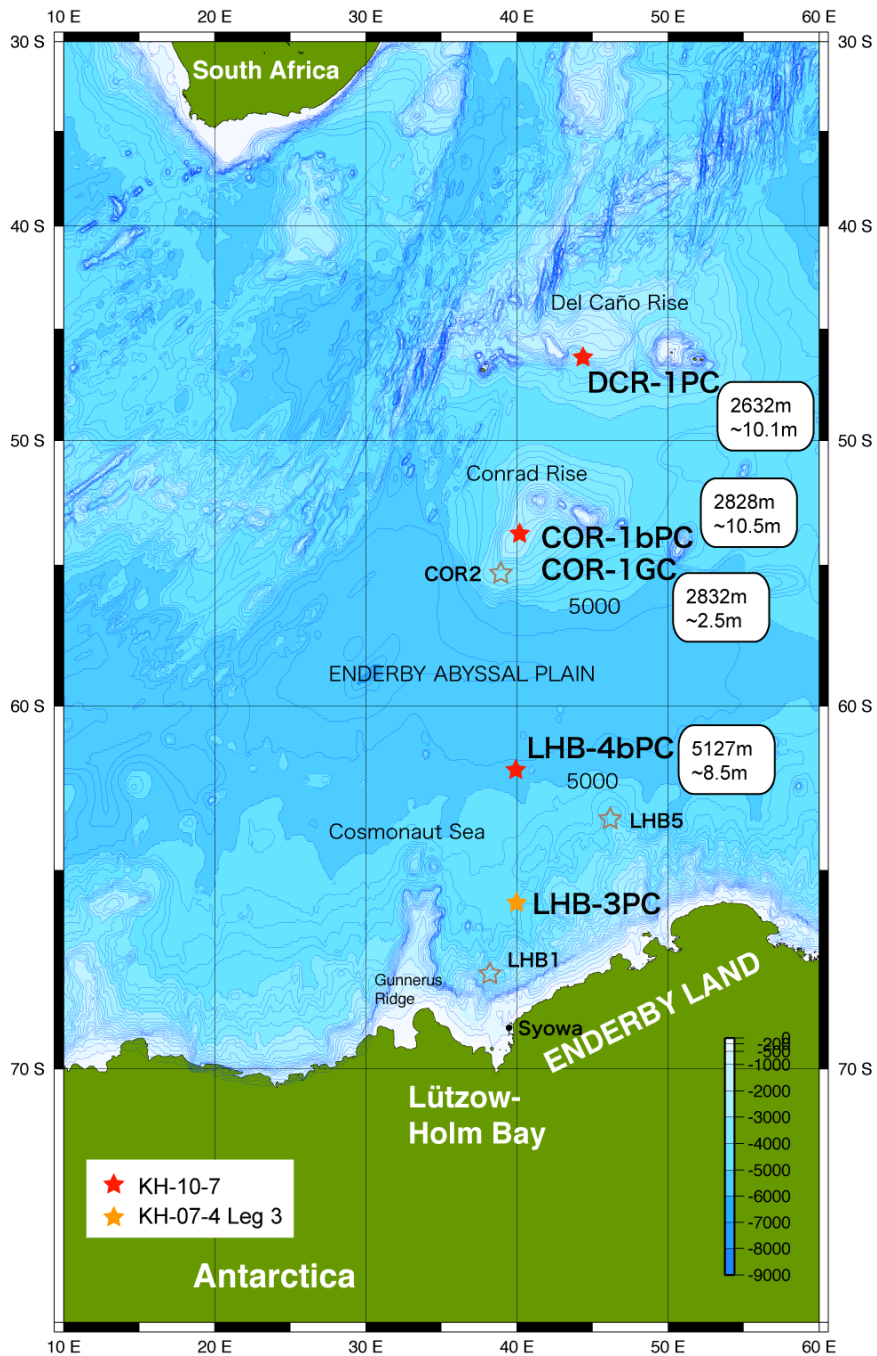 10 E 20 E 30 E 40 E 50 E 60 E
30 S 30 S
South Africa
40 S 40 S
Del Caño Rise
DCR-1PC
2632m
~10.1m
50 S 50 S
Conrad Rise
2828m
~10.5m
COR-1bPC
COR2
COR-1GC
5000
2832m
~2.5m
ENDERBY ABYSSAL PLAIN
60 S 60 S
LHB-4bPC
5127m
~8.5m
5000
LHB5
Cosmonaut Sea
LHB-3PC
LHB1
Gunnerus
Ridge
Syowa
ENDERBY LAND
0
-200
-500
-1000
-2000
-3000
-4000
-5000
-6000
-7000
-8000
-9000
70 S 70 S
Lützow-
Holm Bay
KH-10-7
KH-07-4 Leg 3
Antarctica
10 E 20 E 30 E 40 E 50 E 60 E